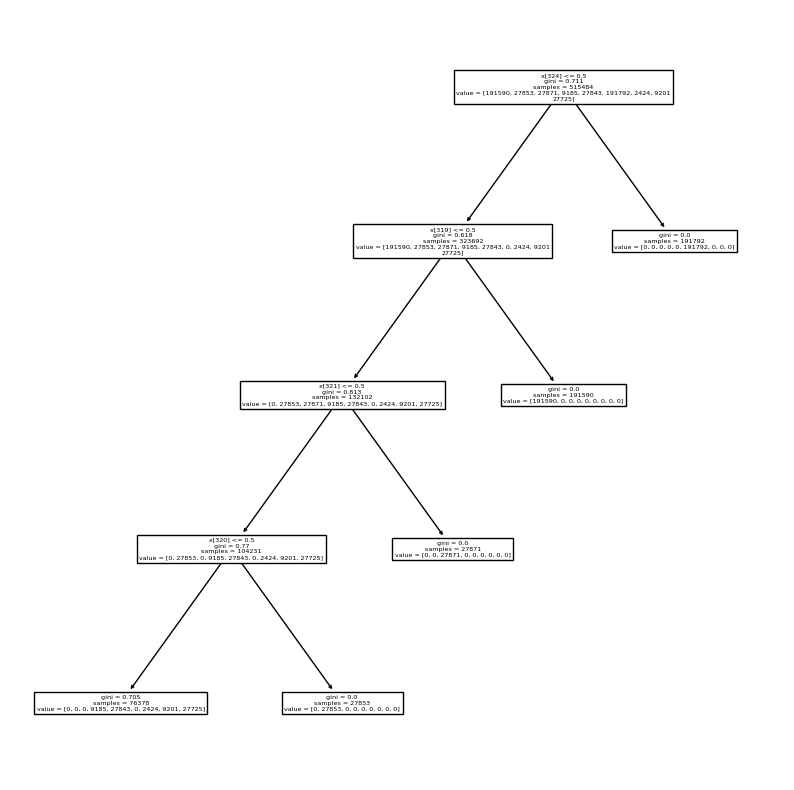 x[324] <= 0.5
gini = 0.711
samples = 515484
value = [191590, 27853, 27871, 9185, 27843, 191792, 2424, 9201
27725]
x[319] <= 0.5
gini = 0.618
samples = 323692
value = [191590, 27853, 27871, 9185, 27843, 0, 2424, 9201
27725]
gini = 0.0
samples = 191792
value = [0, 0, 0, 0, 0, 191792, 0, 0, 0]
x[321] <= 0.5
gini = 0.813
samples = 132102
value = [0, 27853, 27871, 9185, 27843, 0, 2424, 9201, 27725]
gini = 0.0
samples = 191590
value = [191590, 0, 0, 0, 0, 0, 0, 0, 0]
x[320] <= 0.5
gini = 0.77
samples = 104231
value = [0, 27853, 0, 9185, 27843, 0, 2424, 9201, 27725]
gini = 0.0
samples = 27871
value = [0, 0, 27871, 0, 0, 0, 0, 0, 0]
gini = 0.705
samples = 76378
value = [0, 0, 0, 9185, 27843, 0, 2424, 9201, 27725]
gini = 0.0
samples = 27853
value = [0, 27853, 0, 0, 0, 0, 0, 0, 0]